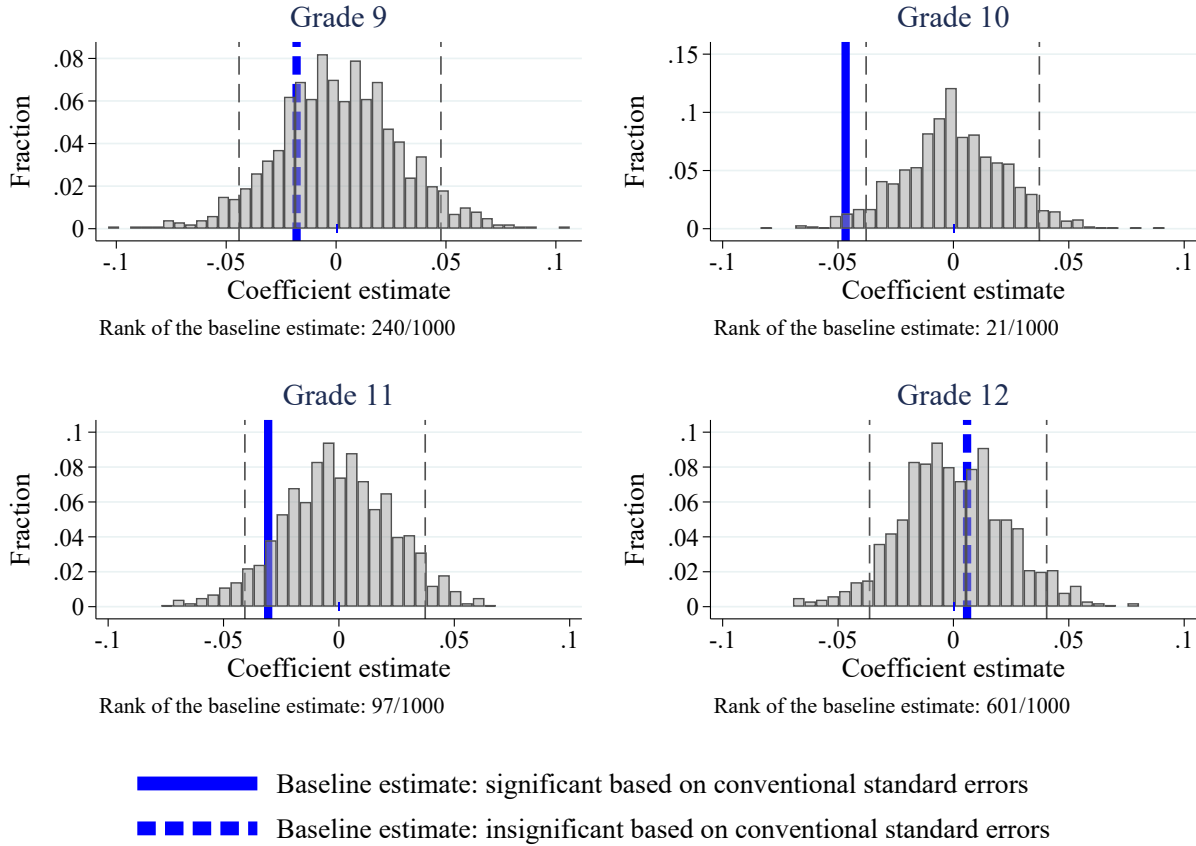 Grade 9
Fraction
.08
.06
.04
.02
0
-.1 -.05 0 .05 .1
Coefficient estimate
Rank of the baseline estimate: 240/1000
Grade 10
Fraction
.15
.1
.05
0
-.1 -.05 0 .05 .1
Coefficient estimate
Rank of the baseline estimate: 21/1000
Grade 11
Fraction
.1
.08
.06
.04
.02
0
-.1 -.05 0 .05 .1
Coefficient estimate
Rank of the baseline estimate: 97/1000
Grade 12
Fraction
.1
.08
.06
.04
.02
0
-.1 -.05 0 .05 .1
Coefficient estimate
Rank of the baseline estimate: 601/1000
Baseline estimate: significant based on conventional standard errors
Baseline estimate: insignificant based on conventional standard errors